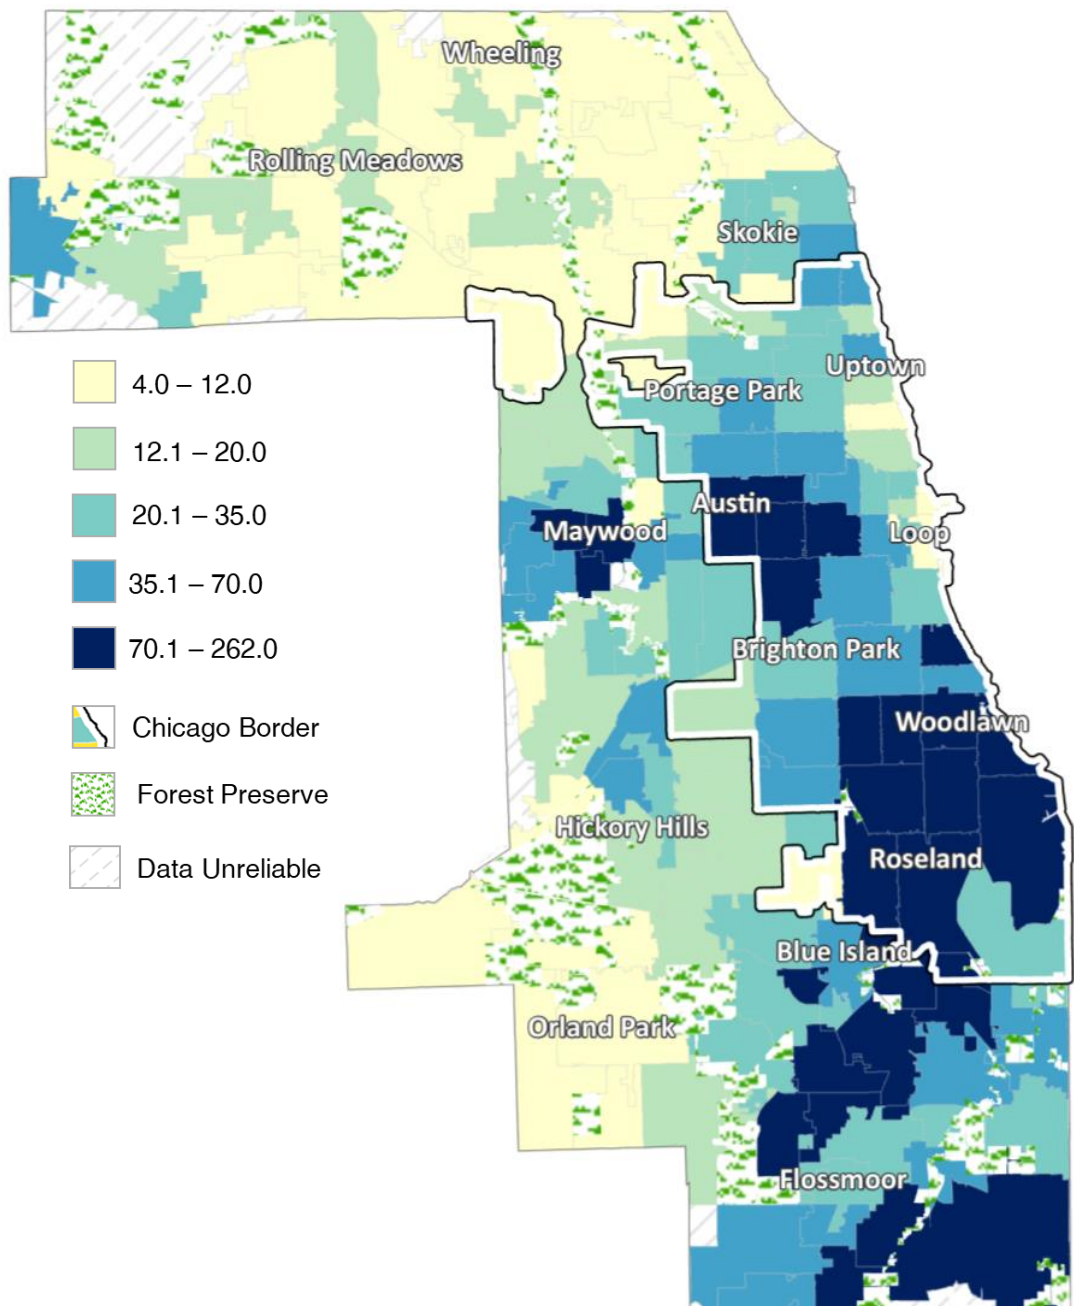 Wheeling
Rolling Meadows
Skokie
Uptown
Portage Park
Austin
Loop
Maywood
Brighton Park
Woodlawn
Hickory Hills
Roseland
Blue Island
Orland Park
Flossmoor
4.0 – 12.0
12.1 – 20.0
20.1 – 35.0
35.1 – 70.0
70.1 – 262.0
Chicago Border
Forest Preserve
Data Unreliable